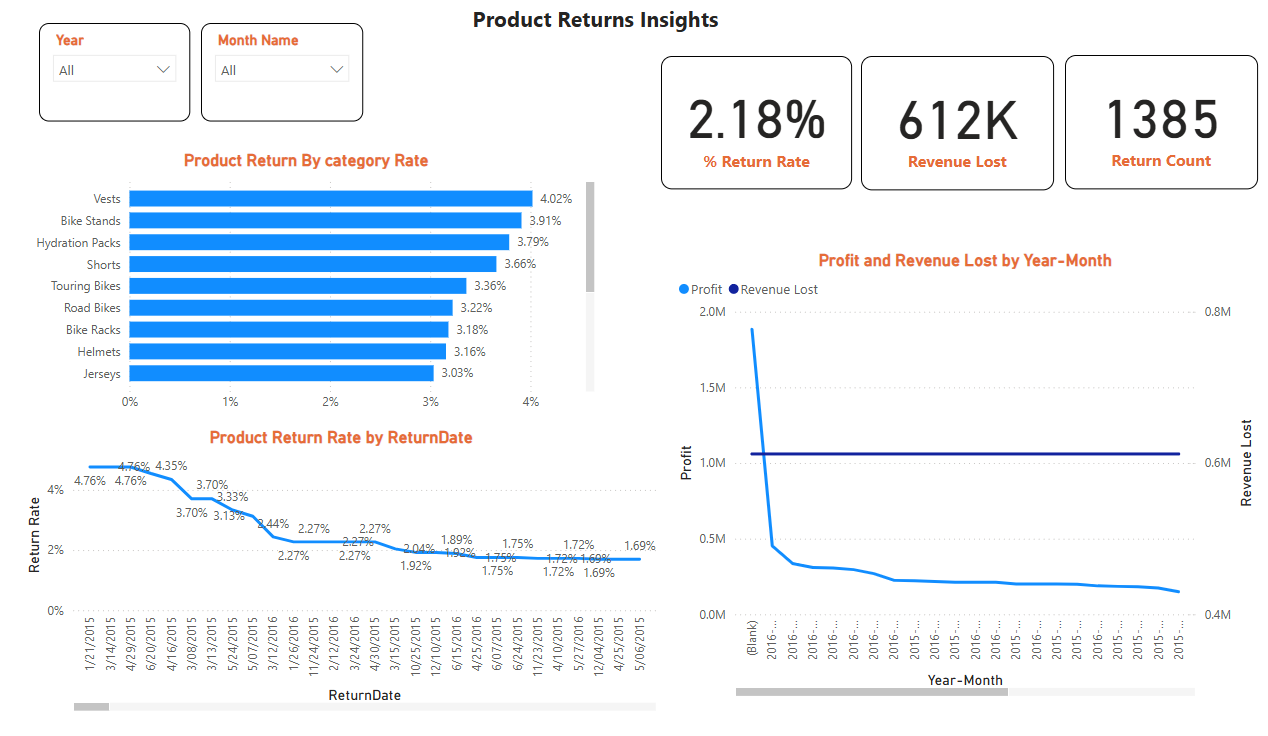 Product Returns Insights
Year
All
Month Name
All
2.18%
% Return Rate
612K
Revenue Lost
1385
Return Count
Product Return By category Rate
Vests 4.02%
Bike Stands 3.91%
Hydration Packs 3.79%
Shorts 3.66%
Touring Bikes 3.36%
Road Bikes 3.22%
Bike Racks 3.18%
Helmets 3.16%
Jerseys 3.03%
0% 1% 2% 3% 4%
Product Return Rate by ReturnDate
Return Rate
4%
2%
0%
4.76%
4.76%
4.76%
4.35%
3.70%
3.70%
3.33%
3.13%
2.44%
2.27%
2.27%
2.27%
2.27%
2.27%
2.04%
1.92%
1.89%
1.92%
1.75%
1.75%
1.75%
1.72%
1.72%
1.72%
1.69%
1.69%
1.69%
1/21/2015
3/14/2015
4/29/2015
6/20/2015
4/16/2015
3/08/2015
3/13/2015
5/24/2015
5/07/2015
3/12/2016
1/26/2016
11/24/2015
2/12/2016
3/24/2016
4/30/2015
3/15/2015
10/25/2015
12/10/2015
6/15/2016
4/25/2016
6/07/2015
6/24/2015
11/23/2015
4/10/2015
5/27/2016
12/04/2015
4/25/2015
5/06/2015
ReturnDate
Profit and Revenue Lost by Year-Month
Profit Revenue Lost
Profit
2.0M
1.5M
1.0M
0.5M
0.0M
Revenue Lost
0.8M
0.6M
0.4M
(Blank)
2016-...
2016-...
2016-...
2016-...
2016-...
2016-...
2015-...
2015-...
2015-...
2015-...
2015-...
2016-...
2015-...
2015-...
2015-...
2015-...
2015-...
2015-...
2015-...
2015-...
2015-...
Year-Month